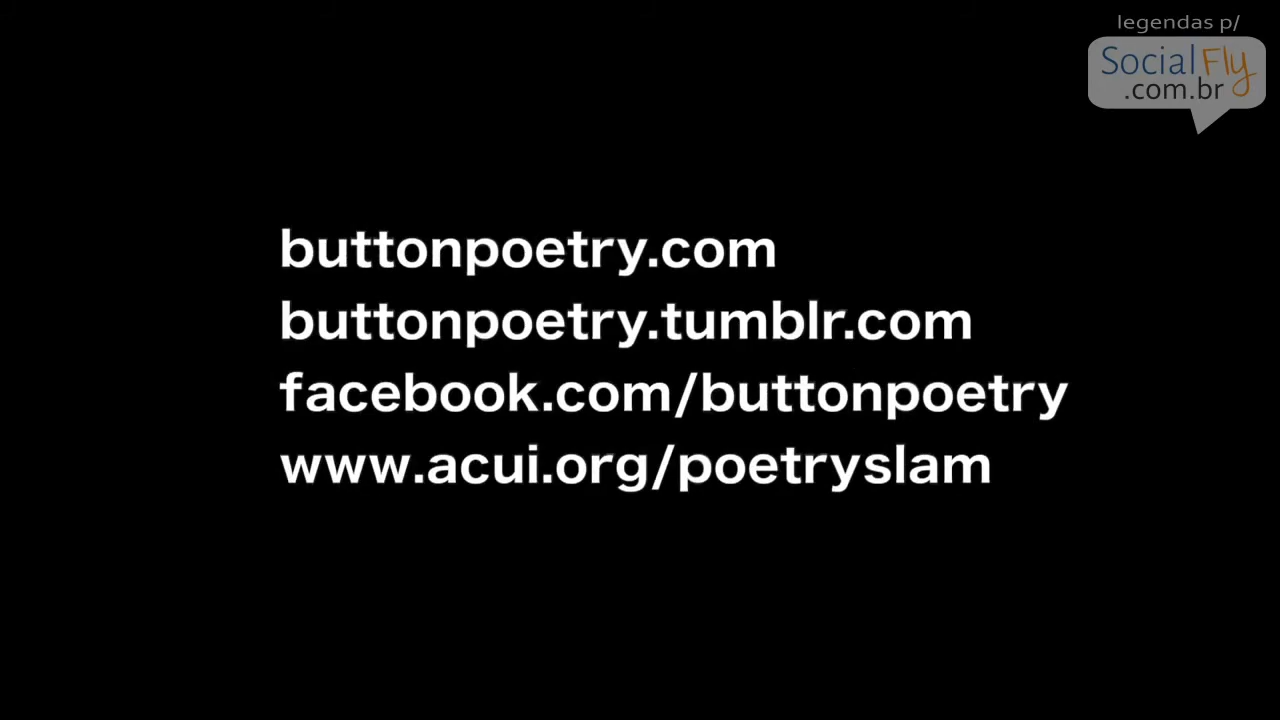 legendas p/
Social Fly
.com.br
buttonpoetry.com
buttonpoetry.tumblr.com
facebook.com/buttonpoetry
www.acui.org/poetryslam